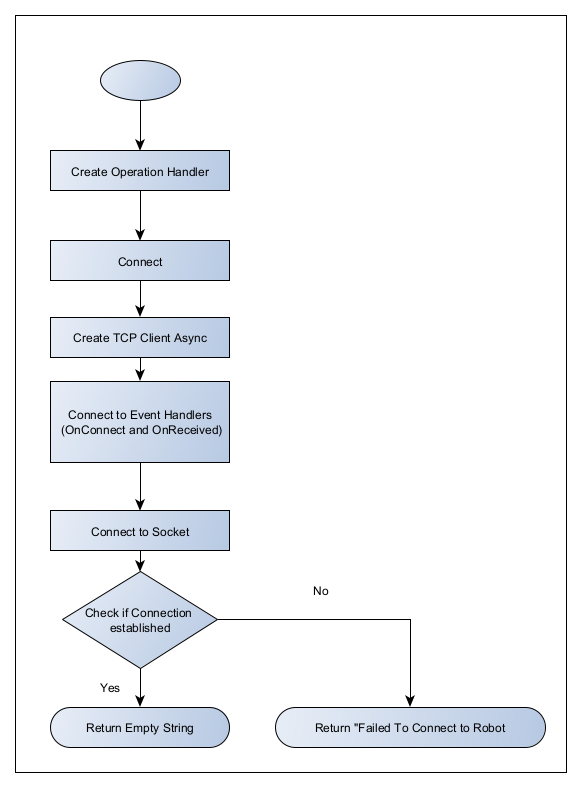 Create Operation Handler
Connect
Create TCP Client Async
Connect to Event Handlers
(OnConnect and OnReceived)
Connect to Socket
Check if Connection
established
No
Yes
Return Empty String
Return "Failed To Connect to Robot